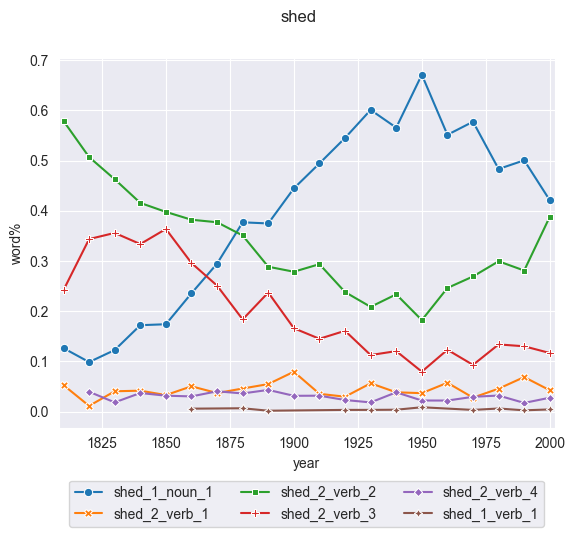 shed
0.7
0.6
0.5
0.4
0.3
0.2
0.1
0.0
word%
1825 1850 1875 1900 1925 1950 1975 2000
year
shed_1_noun_1 shed_2_verb_2 shed_2_verb_4
shed_2_verb_1 shed_2_verb_3 shed_1_verb_1